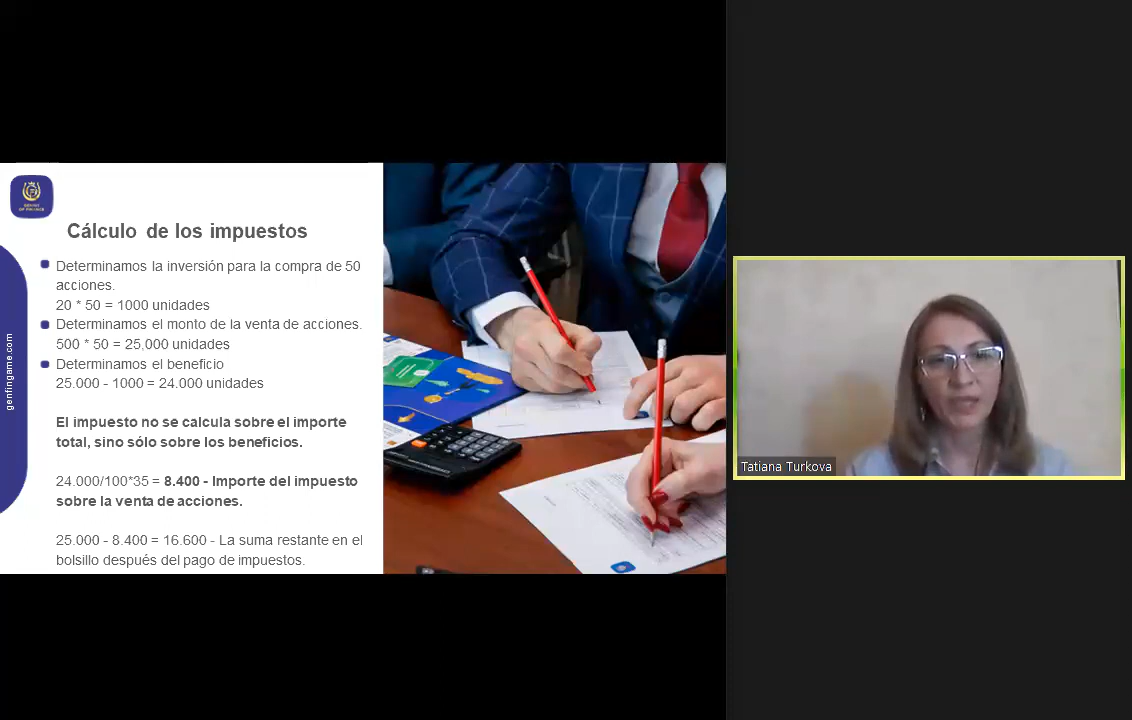 GENIUS
OF FINANCE
Cálculo de los impuestos
Determinamos la inversión para la compra de 50
acciones.
20 * 50 = 1000 unidades
Determinamos el monto de la venta de acciones.
500 * 50 = 25.000 unidades
Determinamos el beneficio
25.000 - 1000 = 24.000 unidades
El impuesto no se calcula sobre el importe
total, sino sólo sobre los beneficios.
24.000/100*35 = 8.400 - Importe del impuesto
sobre la venta de acciones.
25.000 - 8.400 = 16.600 - La suma restante en el
bolsillo después del pago de impuestos.
genfingame.com
Tatiana Turkova